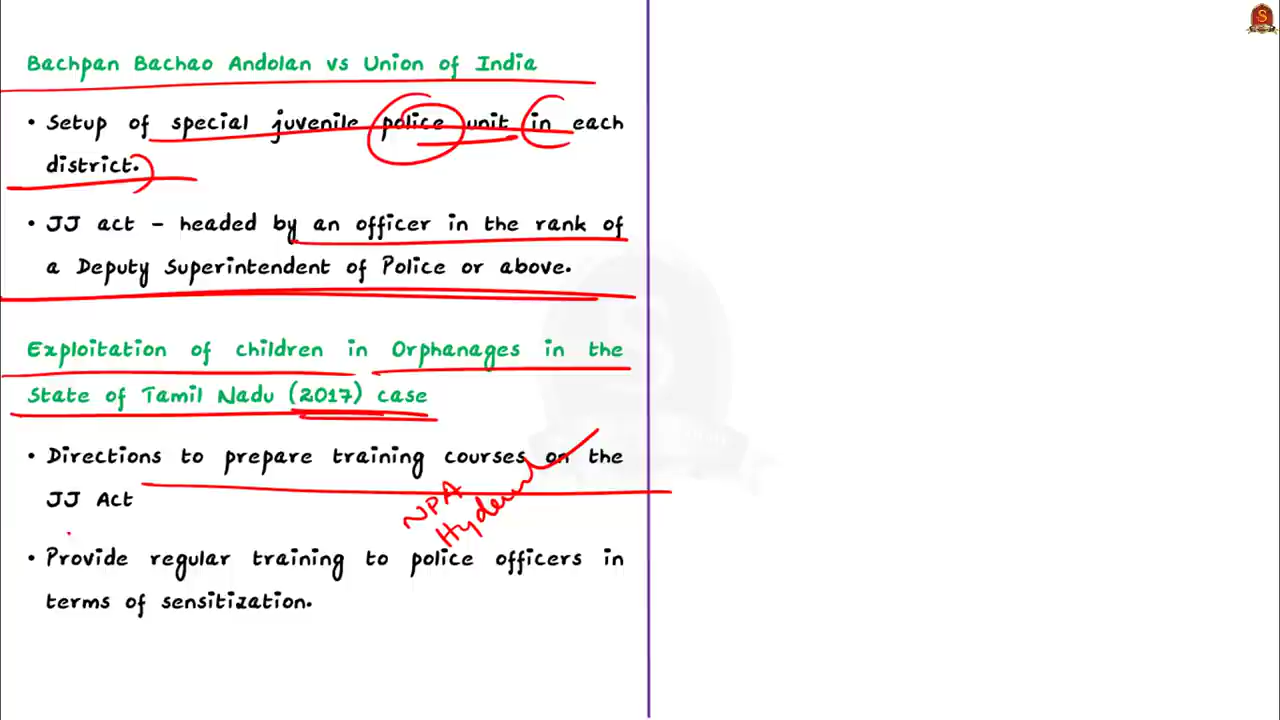 Bachpan Bachao Andolan vs Union of India
• Setup of special juvenile police unit in each
district.
• JJ act - headed by an officer in the rank of
a Deputy Superintendent of Police or above.
Exploitation of children in Orphanages in the
State of Tamil Nadu (2017) case
• Directions to prepare training courses on the
JJ Act
NPA
• Provide regular training to police officers in
terms of sensitization.